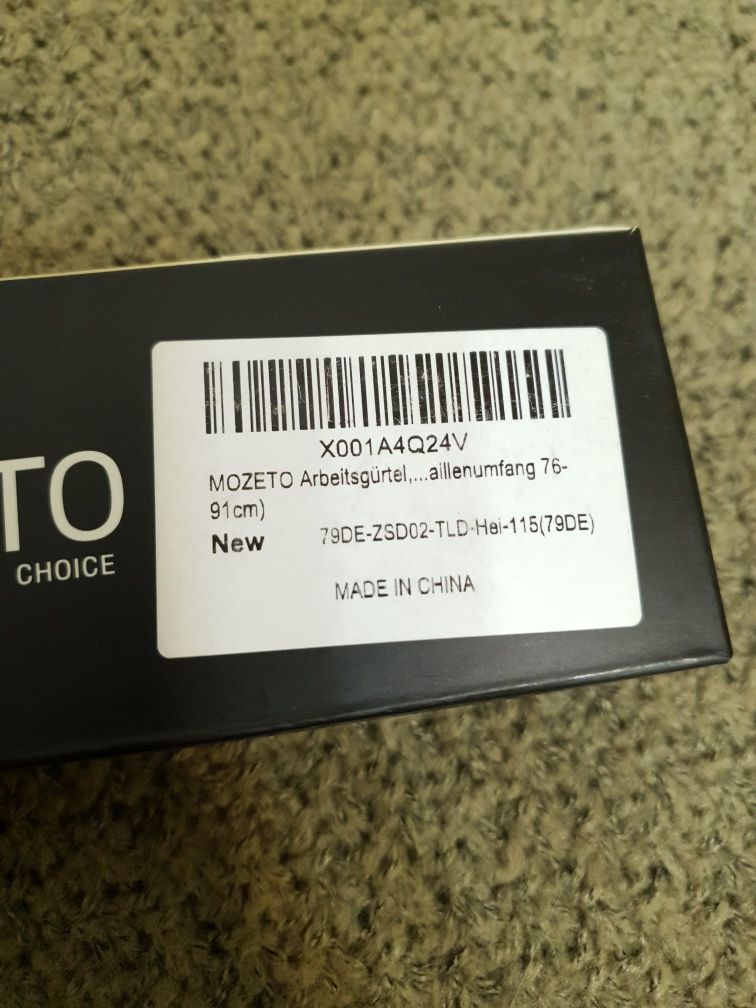 TO
CHOICE
X001A4Q24V
MOZETO Arbeitsgürtel,...aillenumfang 76-
91cm)
New 79DE-ZSD02-TLD-Hei-115(79DE)
MADE IN CHINA